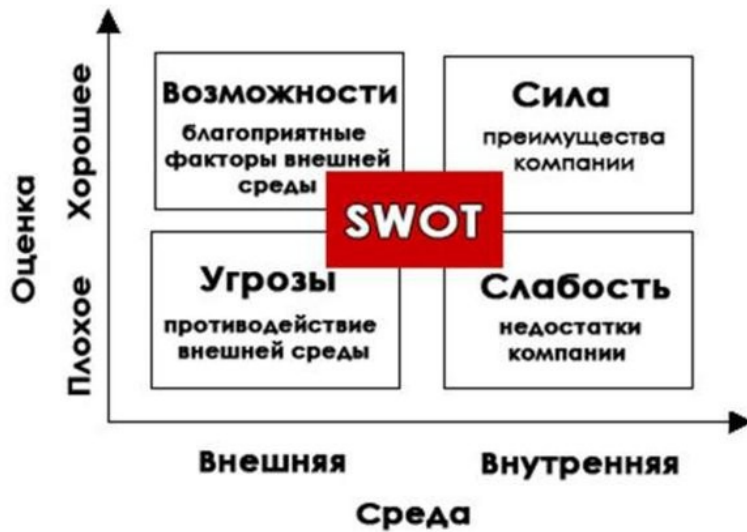 Оценка
Хорошее
Плохое
Возможности
благоприятные
факторы внешней
среды
Сила
преимущества
компании
SWOT
Угрозы
противодействие
внешней среды
Слабость
недостатки
компании
Внешняя
Внутренняя
Среда